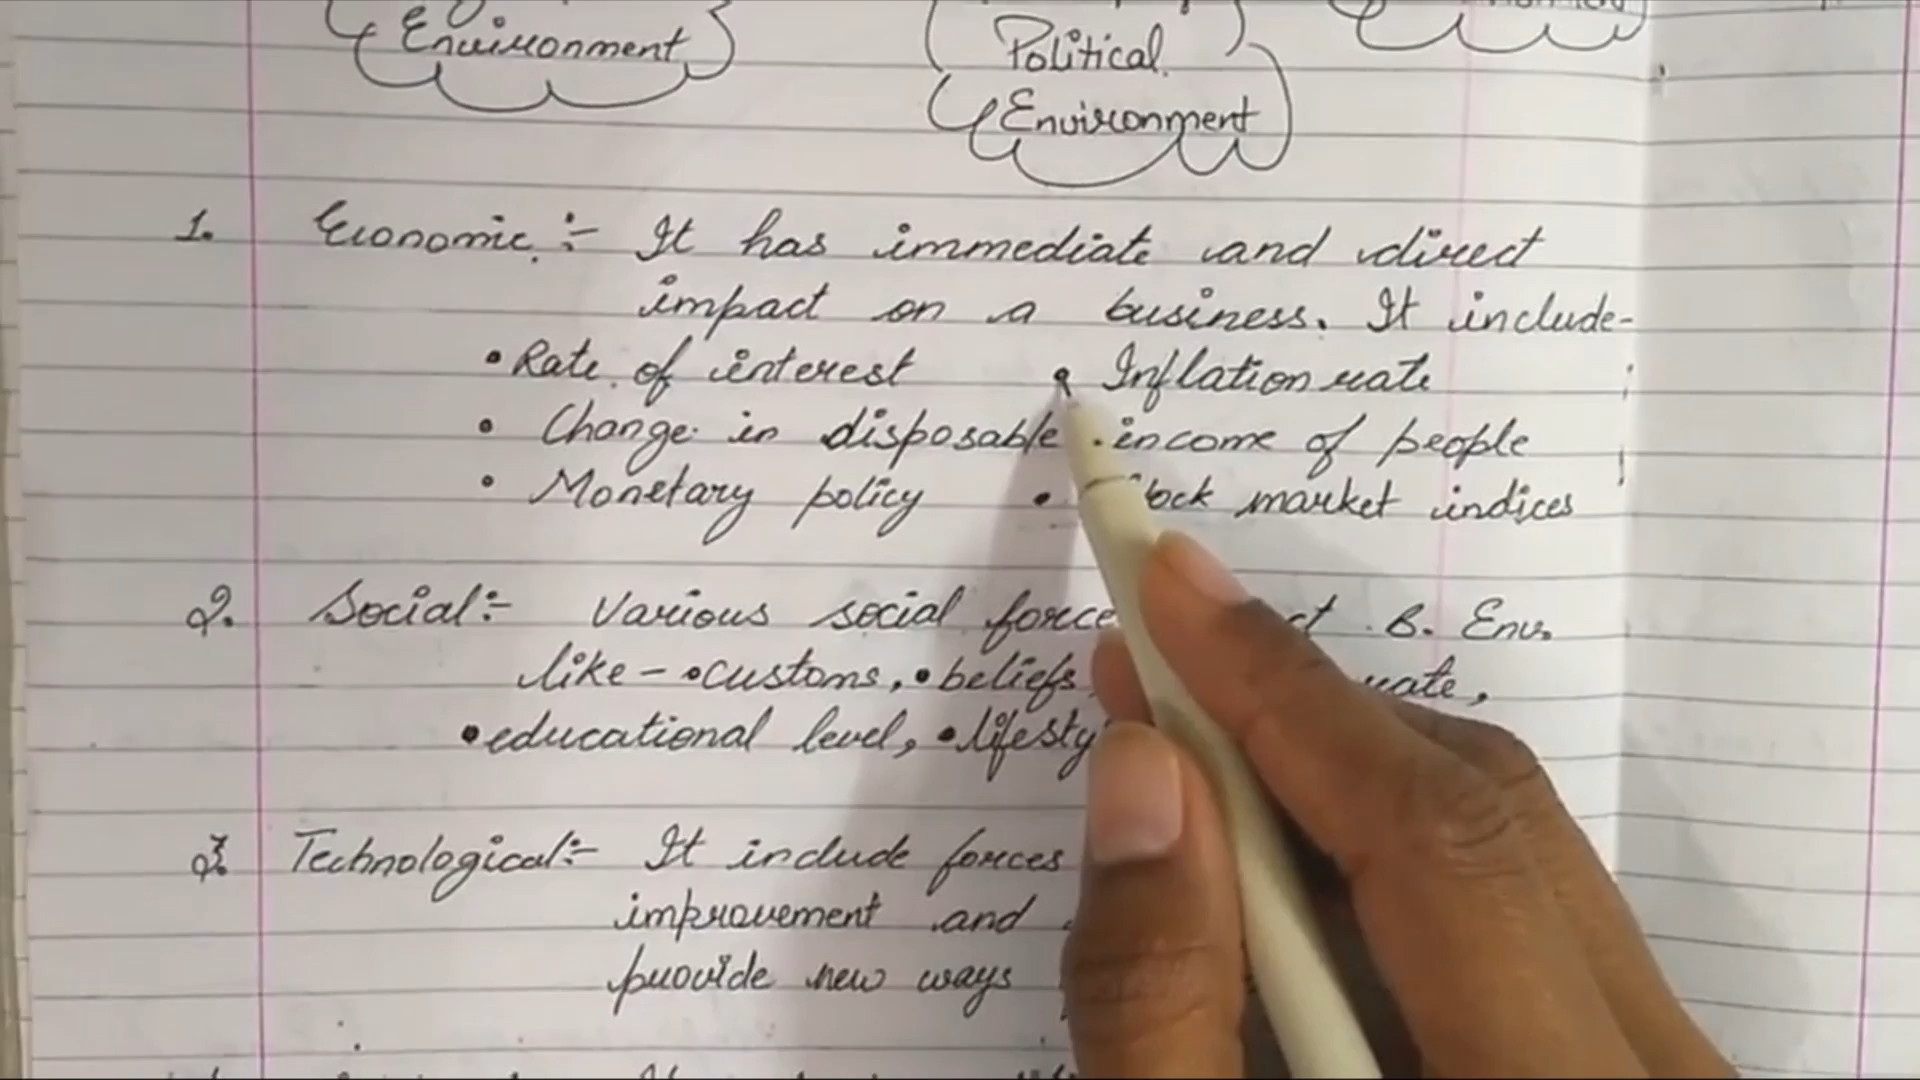 Environment
Political
Environment
1. Economic :- It has immediate and direct
impact on a business. It include-
• Rate of interest • Inflation rate
• Change in disposable income of people
• Monetary policy • market indices
2. Social:- Various social B. Env.
like- • customs, • beliefs,
• educational level,
3. Technological:- It include forces
improvement and
provide new ways